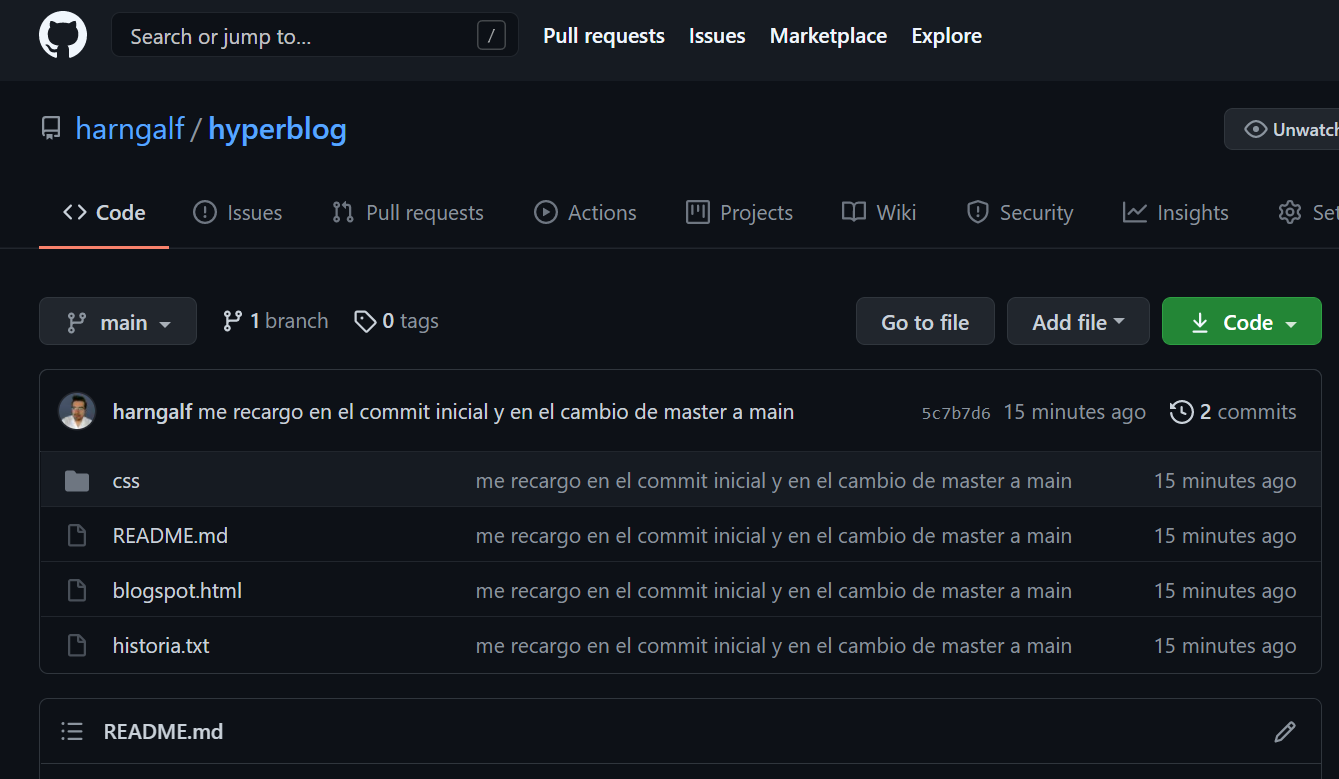 Search or jump to... / Pull requests Issues Marketplace Explore
harngalf / hyperblog Unwatch
Code Issues Pull requests Actions Projects Wiki Security Insights Set
main 1 branch 0 tags Go to file Add file Code
harngalf me recargo en el commit inicial y en el cambio de master a main 5c7b7d6 15 minutes ago 2 commits
css me recargo en el commit inicial y en el cambio de master a main 15 minutes ago
README.md me recargo en el commit inicial y en el cambio de master a main 15 minutes ago
blogspot.html me recargo en el commit inicial y en el cambio de master a main 15 minutes ago
historia.txt me recargo en el commit inicial y en el cambio de master a main 15 minutes ago
README.md